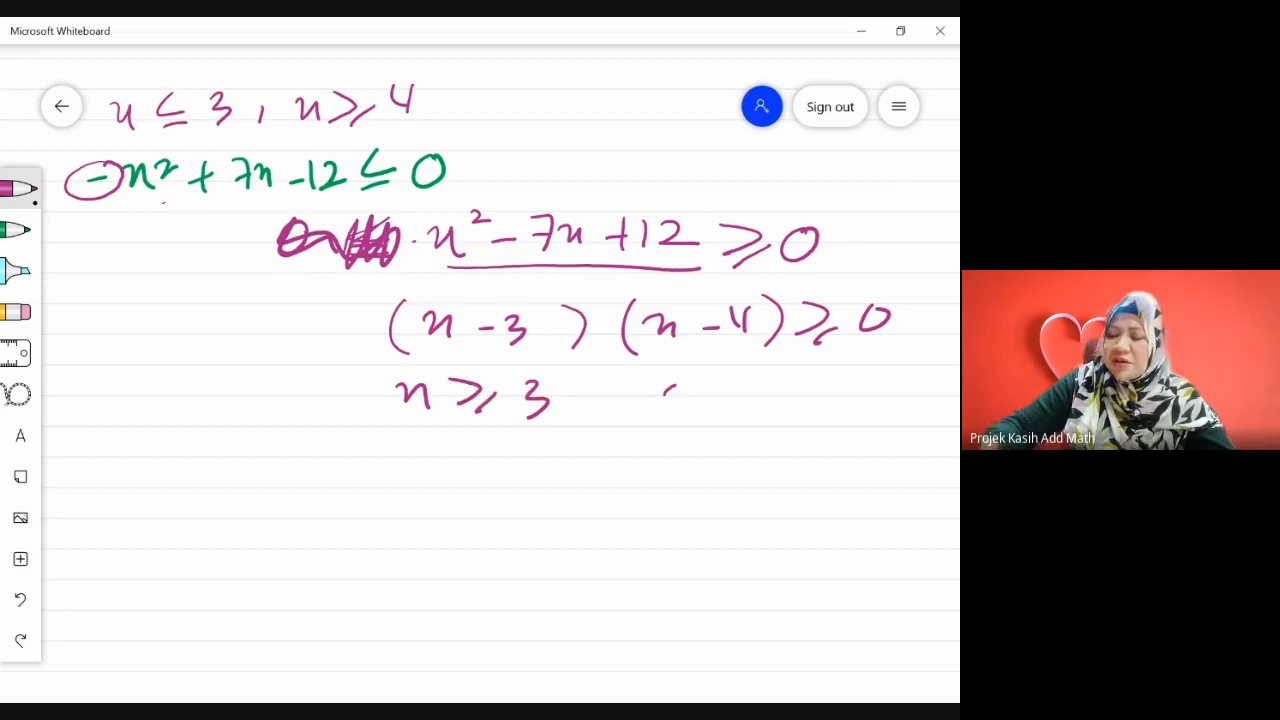 Microsoft Whiteboard
x ≤ 3, x ≥ 4
Sign out
-x² + 7x - 12 ≤ 0
x² - 7x + 12 ≥ 0
(x - 3) (x - 4) ≥ 0
x ≥ 3
A
Projek Kasih Add Math